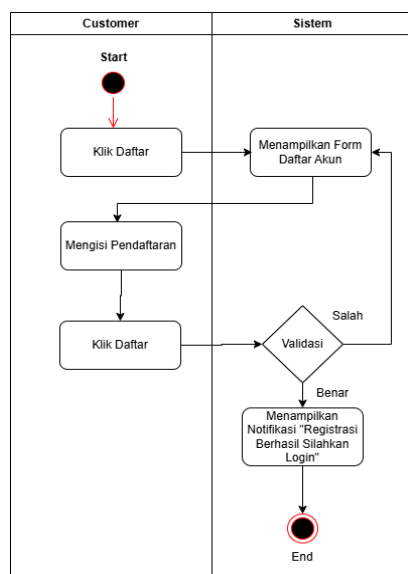 Customer
Sistem
Start
Klik Daftar
Menampilkan Form
Daftar Akun
Mengisi Pendaftaran
Klik Daftar
Validasi
Salah
Benar
Menampilkan
Notifikasi "Registrasi
Berhasil Silahkan
Login"
End